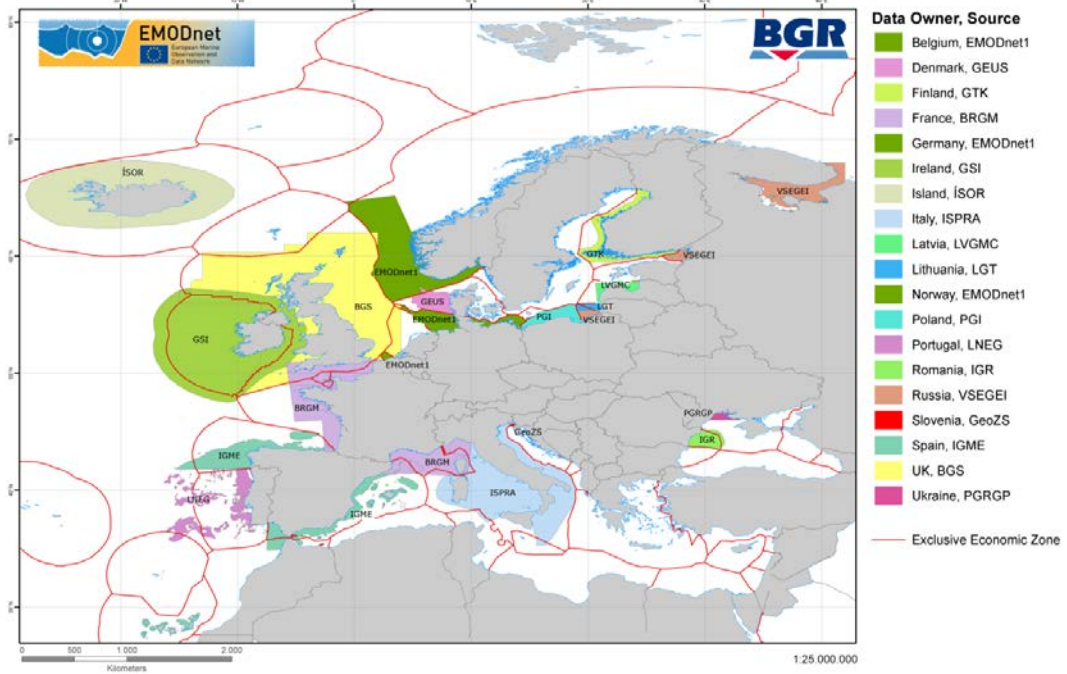 EMODnet
European Marine
Observation and
Data Network
BGR
ÍSOR
VSEGEI
GTK
VSEGEI
EMODnet1
LVGMC
GEUS
LGT
BGS
EMODnet1
PGI
VSEGEI
GSI
EMODnet1
BRGM
PGRGP
GeoZS
IGR
IGME
BRGM
LNEG
ISPRA
IGME
0
500
1 000
2 000
Kilometers
1:25.000.000
Data Owner, Source
Belgium, EMODnet1
Denmark, GEUS
Finland, GTK
France, BRGM
Germany, EMODnet1
Ireland, GSI
Island, ÍSOR
Italy, ISPRA
Latvia, LVGMC
Lithuania, LGT
Norway, EMODnet1
Poland, PGI
Portugal, LNEG
Romania, IGR
Russia, VSEGEI
Slovenia, GeoZS
Spain, IGME
UK, BGS
Ukraine, PGRGP
Exclusive Economic Zone